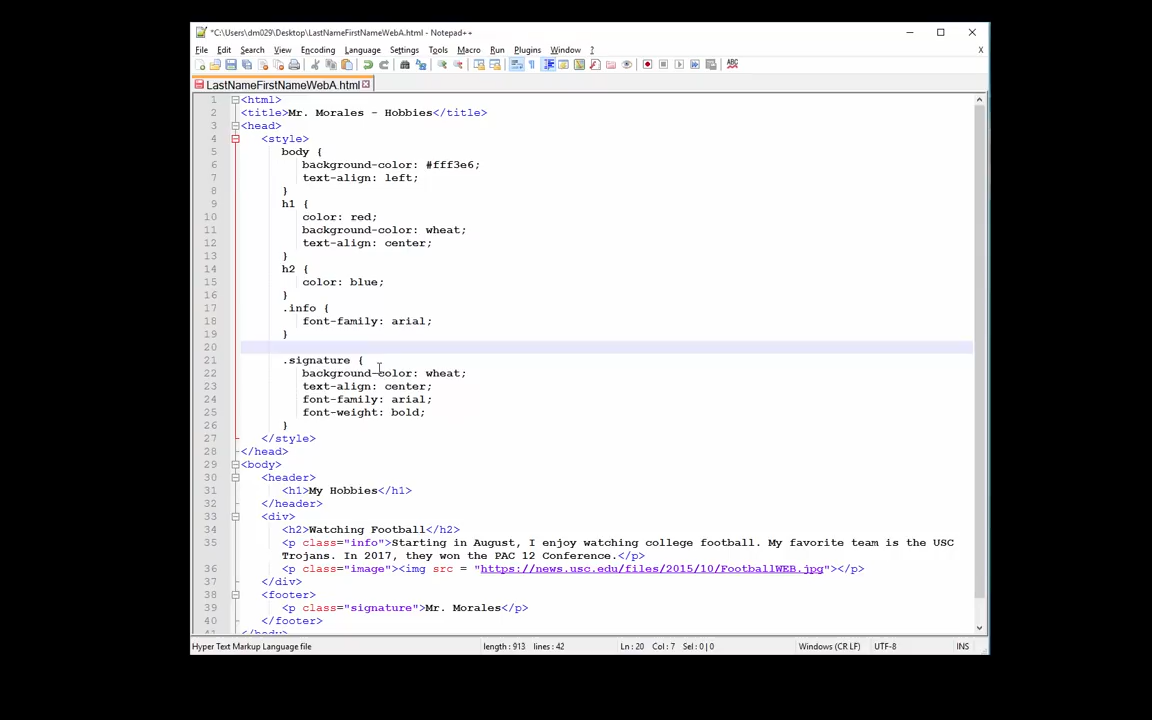 *C:\Users\dm029\Desktop\LastNameFirstNameWebA.html - Notepad++
File Edit Search View Encoding Language Settings Tools Macro Run Plugins Window ? X
LastNameFirstNameWebA.html
1 <html>
2 <title>Mr. Morales - Hobbies</title>
3 <head>
4 <style>
5 body {
6 background-color: #fff3e6;
7 text-align: left;
8 }
9 h1 {
10 color: red;
11 background-color: wheat;
12 text-align: center;
13 }
14 h2 {
15 color: blue;
16 }
17 .info {
18 font-family: arial;
19 }
20
21 .signature {
22 background-color: wheat;
23 text-align: center;
24 font-family: arial;
25 font-weight: bold;
26 }
27 </style>
28 </head>
29 <body>
30 <header>
31 <h1>My Hobbies</h1>
32 </header>
33 <div>
34 <h2>Watching Football</h2>
35 <p class="info">Starting in August, I enjoy watching college football. My favorite team is the USC
Trojans. In 2017, they won the PAC 12 Conference.</p>
36 <p class="image"><img src = "https://news.usc.edu/files/2015/10/FootballWEB.jpg"></p>
37 </div>
38 <footer>
39 <p class="signature">Mr. Morales</p>
40 </footer>
41 </body>
Hyper Text Markup Language file length : 913 lines : 42 Ln : 20 Col : 7 Sel : 0 | 0 Windows (CR LF) UTF-8 INS